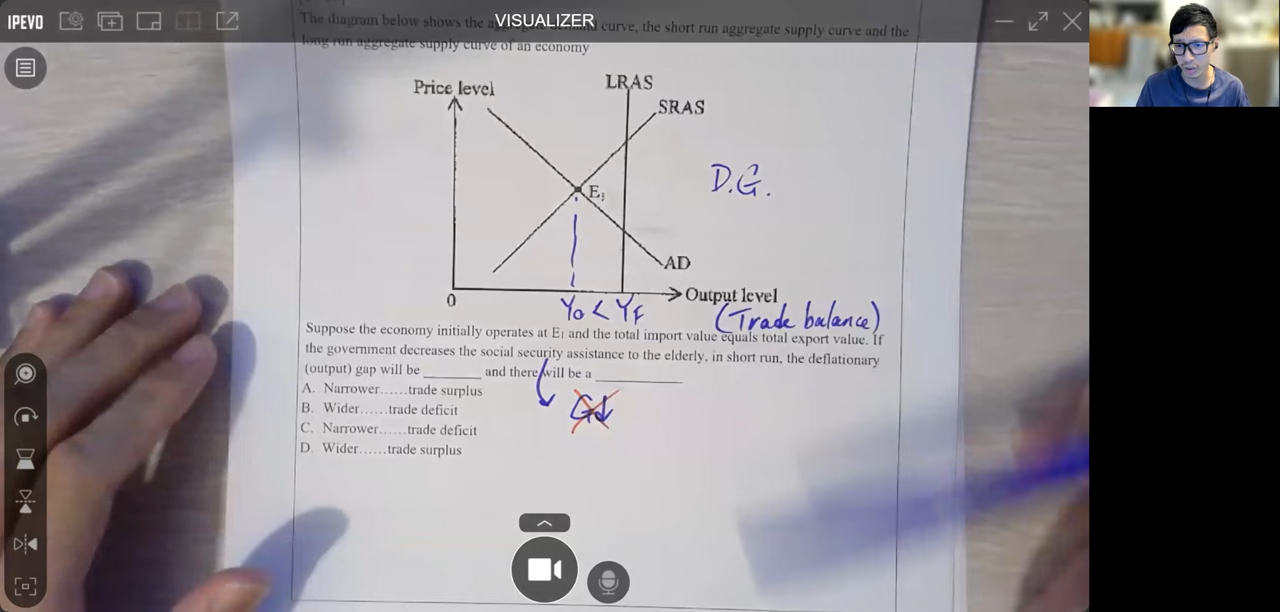 IPEVO
VISUALIZER
The diagram below shows the aggregate demand curve, the short run aggregate supply curve and the
long run aggregate supply curve of an economy
Price level
LRAS
SRAS
D.G.
E1
AD
0
Output level
Yo < YF
(Trade balance)
Suppose the economy initially operates at E1 and the total import value equals total export value. If
the government decreases the social security assistance to the elderly, in short run, the deflationary
(output) gap will be ________ and there will be a ____________
A. Narrower......trade surplus
B. Wider......trade deficit
C. Narrower......trade deficit
D. Wider......trade surplus
G↓